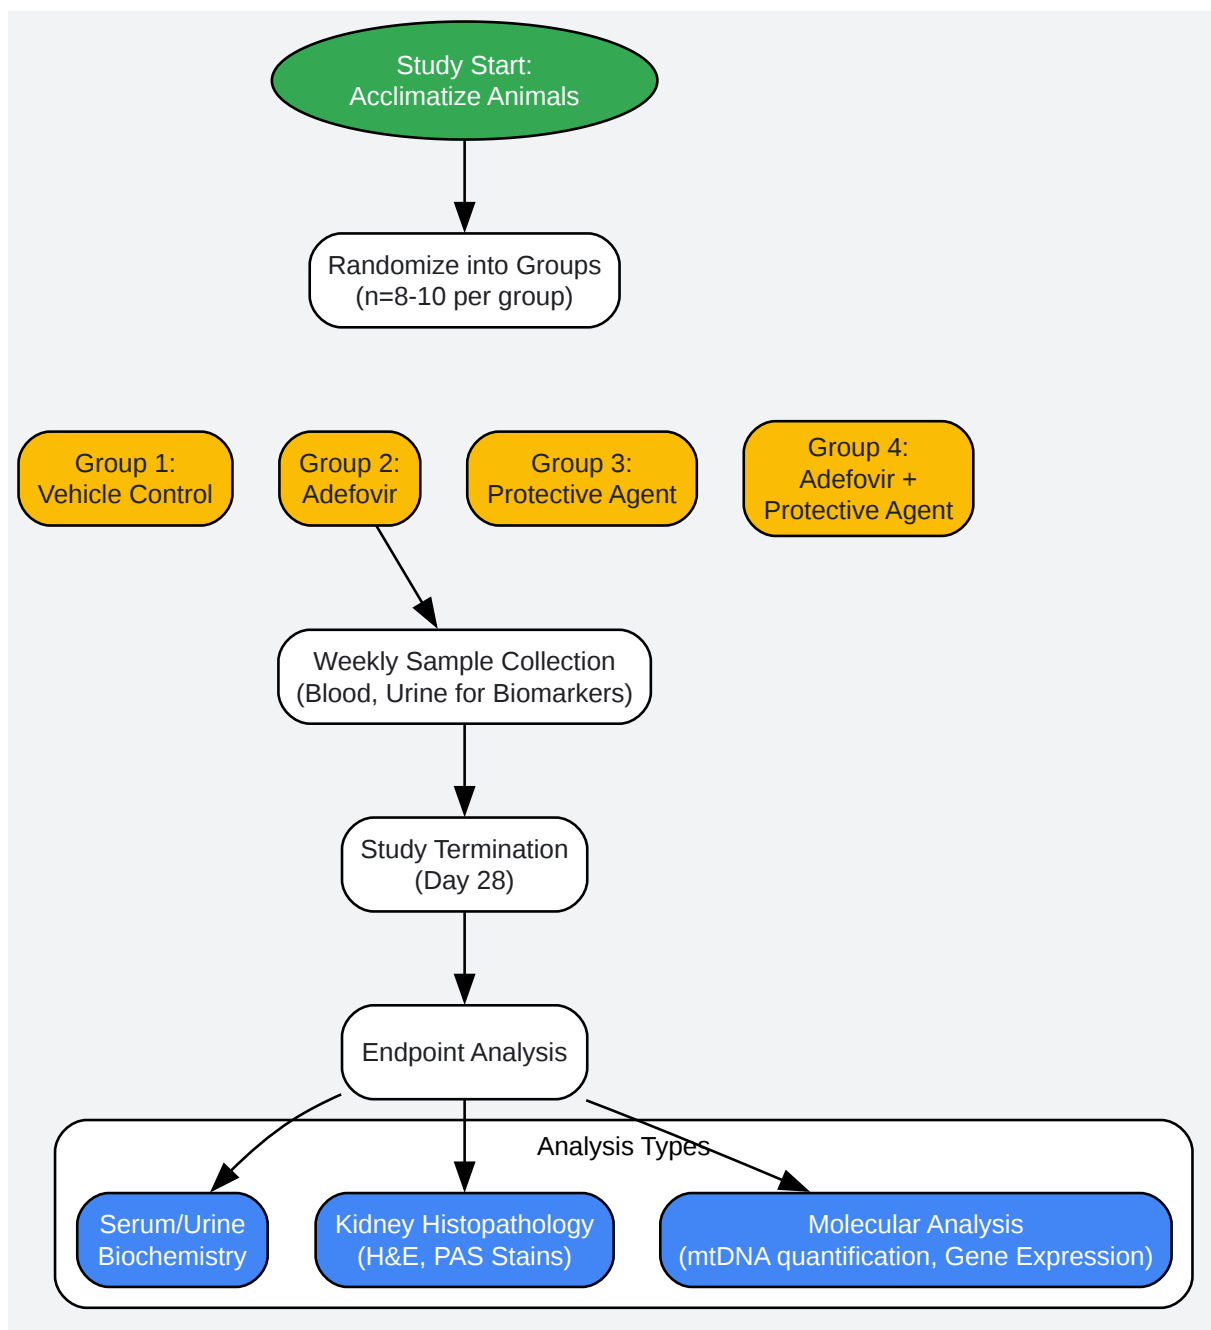 Study Start:
Acclimatize Animals
Randomize into Groups
(n=8-10 per group)
Group 1:
Vehicle Control
Group 2:
Adefovir
Group 3:
Protective Agent
Group 4:
Adefovir +
Protective Agent
Weekly Sample Collection
(Blood, Urine for Biomarkers)
Study Termination
(Day 28)
Endpoint Analysis
Analysis Types
Serum/Urine
Biochemistry
Kidney Histopathology
(H&E, PAS Stains)
Molecular Analysis
(mtDNA quantification, Gene Expression)